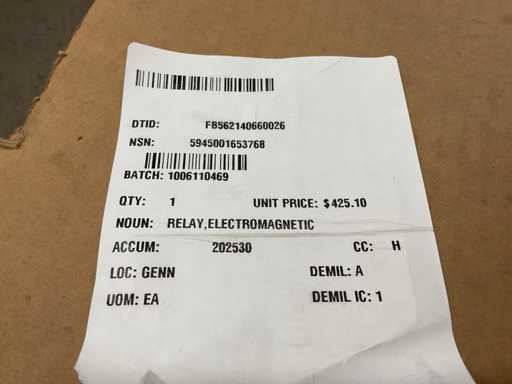 DTID: FB562140660026
NSN: 5945001653768
BATCH: 1006110469
QTY: 1 UNIT PRICE: $425.10
NOUN: RELAY,ELECTROMAGNETIC
ACCUM: 202530 CC: H
LOC: GENN DEMIL: A
UOM: EA DEMIL IC: 1